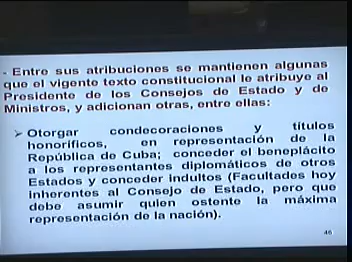 - Entre sus atribuciones se mantienen algunas
que el vigente texto constitucional le atribuye al
Presidente de los Consejos de Estado y de
Ministros, y adicionan otras, entre ellas:
➢ Otorgar condecoraciones y títulos
honoríficos, en representación de la
República de Cuba; conceder el beneplácito
a los representantes diplomáticos de otros
Estados y conceder indultos (Facultades hoy
inherentes al Consejo de Estado, pero que
debe asumir quien ostente la máxima
representación de la nación).
46